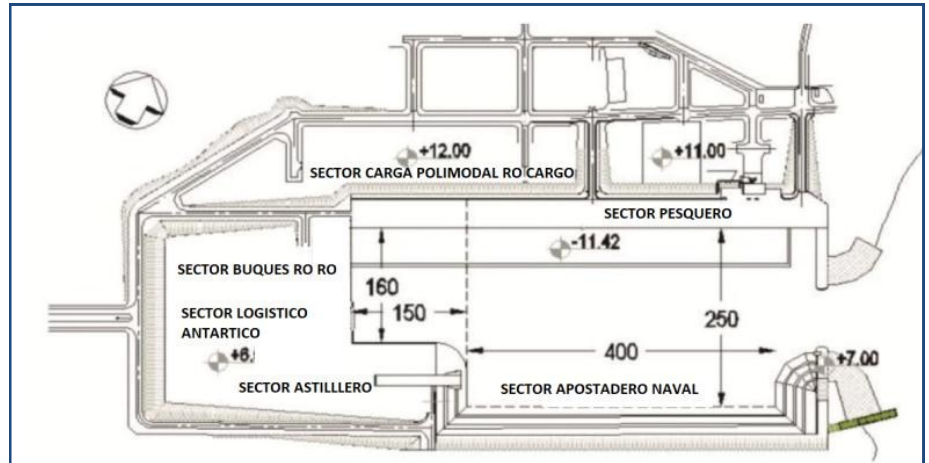 +12.00
+11.00
SECTOR CARGA POLIMODAL RO CARGO
SECTOR PESQUERO
-11.42
SECTOR BUQUES RO RO
160
150
250
SECTOR LOGISTICO
ANTARTICO
400
+6.
+7.00
SECTOR ASTILLLERO
SECTOR APOSTADERO NAVAL